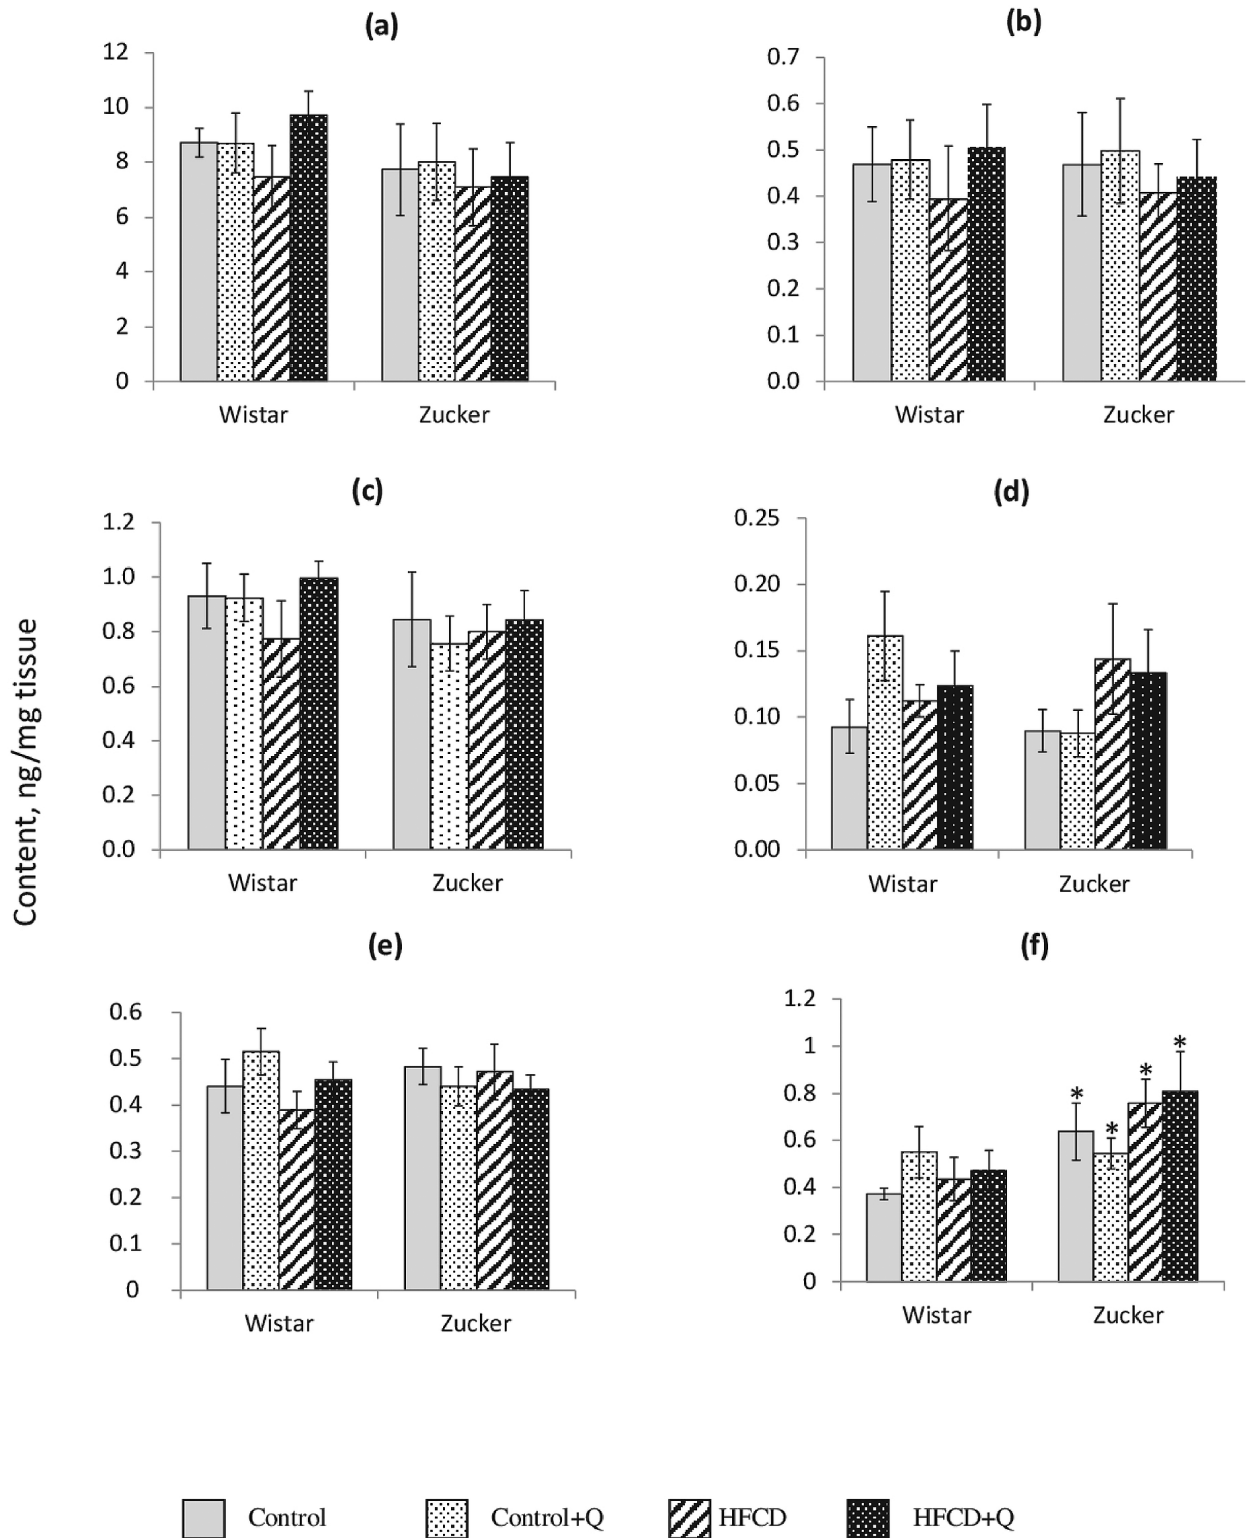 (a)
12
10
8
6
4
2
0
Wistar Zucker
(b)
0.7
0.6
0.5
0.4
0.3
0.2
0.1
0.0
Wistar Zucker
Content, ng/mg tissue
(c)
1.2
1.0
0.8
0.6
0.4
0.2
0.0
Wistar Zucker
(d)
0.25
0.20
0.15
0.10
0.05
0.00
Wistar Zucker
(e)
0.6
0.5
0.4
0.3
0.2
0.1
0
Wistar Zucker
(f)
1.2
1
0.8
0.6
0.4
0.2
0
* * * *
Wistar Zucker
Control Control+Q HFCD HFCD+Q